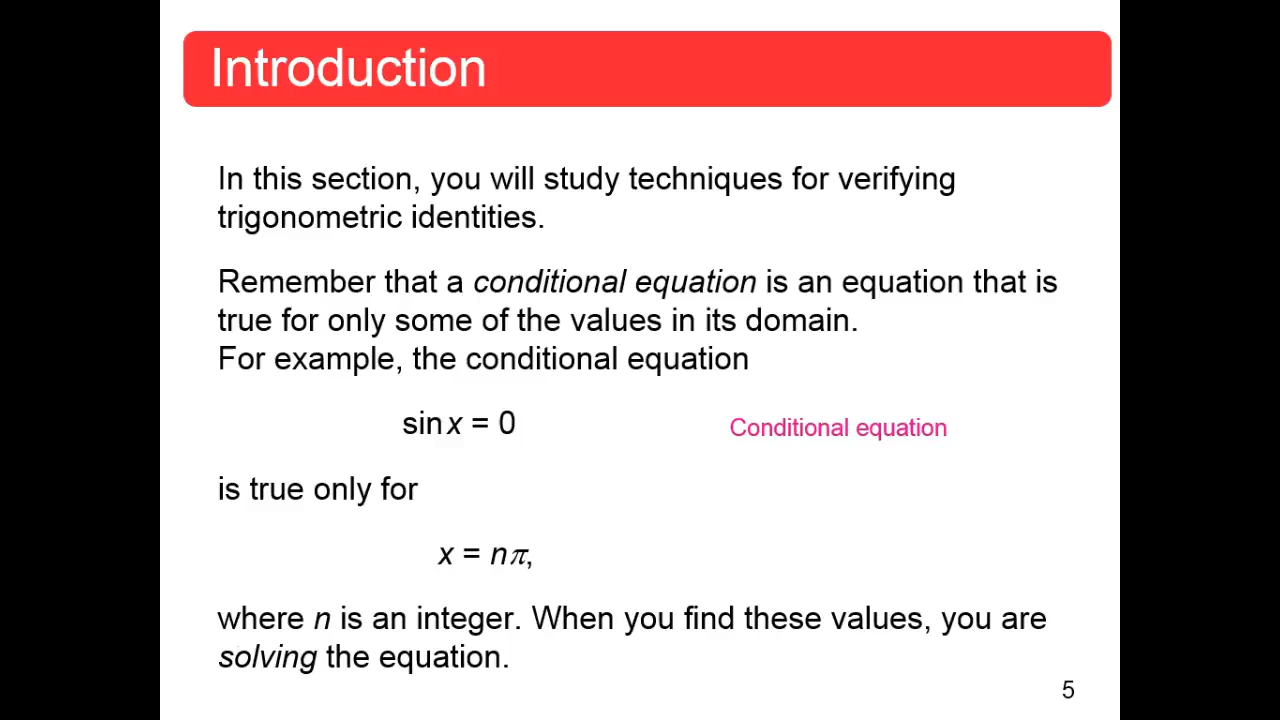 Introduction
In this section, you will study techniques for verifying
trigonometric identities.
Remember that a conditional equation is an equation that is
true for only some of the values in its domain.
For example, the conditional equation
sin x = 0 Conditional equation
is true only for
x = nπ,
where n is an integer. When you find these values, you are
solving the equation.
5